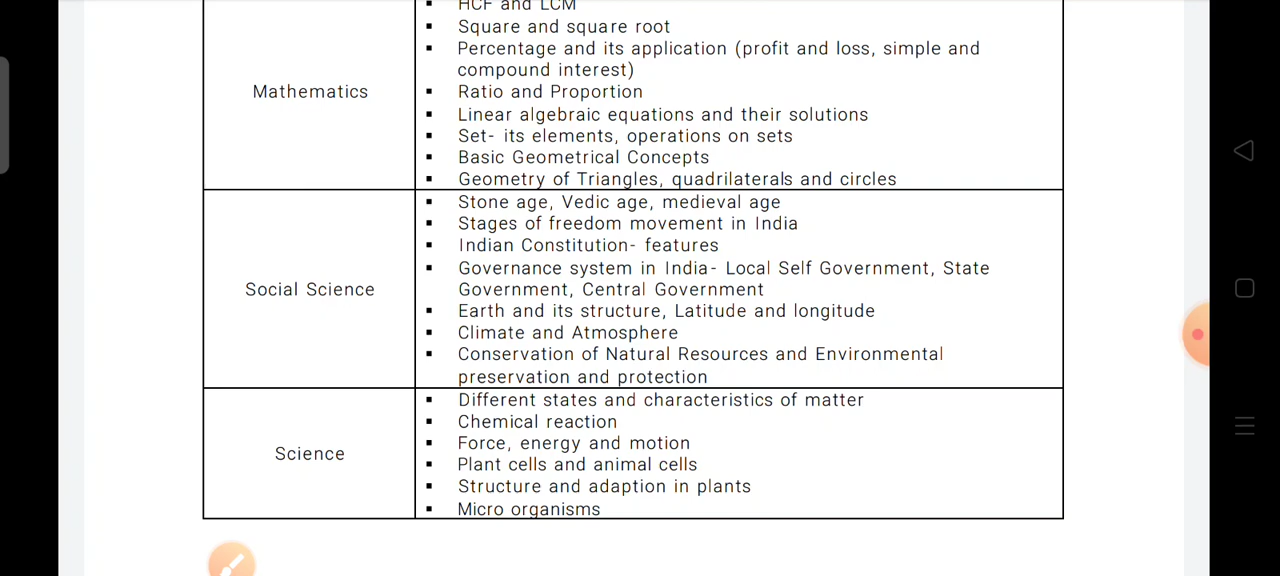 HCF and LCM
▪ Square and square root
▪ Percentage and its application (profit and loss, simple and
compound interest)
Mathematics
▪ Ratio and Proportion
▪ Linear algebraic equations and their solutions
▪ Set- its elements, operations on sets
▪ Basic Geometrical Concepts
▪ Geometry of Triangles, quadrilaterals and circles
▪ Stone age, Vedic age, medieval age
▪ Stages of freedom movement in India
▪ Indian Constitution- features
▪ Governance system in India- Local Self Government, State
Government, Central Government
Social Science
▪ Earth and its structure, Latitude and longitude
▪ Climate and Atmosphere
▪ Conservation of Natural Resources and Environmental
preservation and protection
▪ Different states and characteristics of matter
▪ Chemical reaction
▪ Force, energy and motion
Science
▪ Plant cells and animal cells
▪ Structure and adaption in plants
▪ Micro organisms